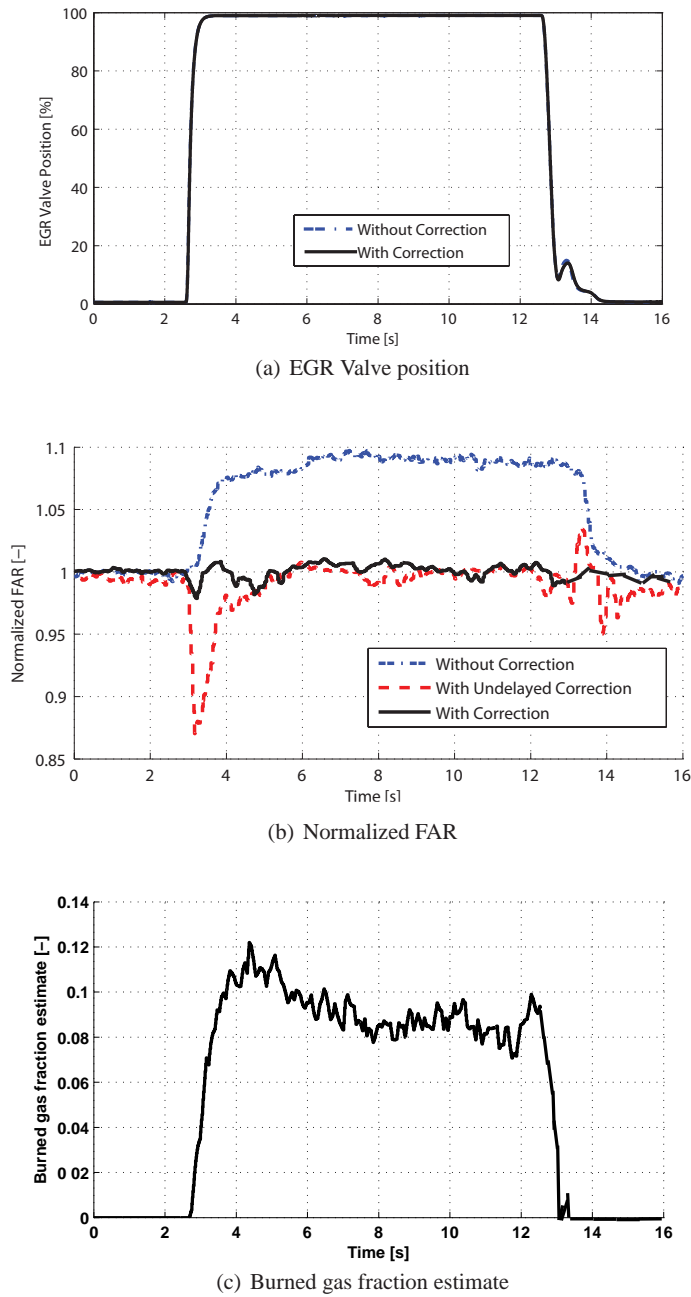 100
80
60
40
20
0
EGR Valve Position [%]
Without Correction
With Correction
0 2 4 6 8 10 12 14 16
Time [s]
(a) EGR Valve position
1.1
1.05
1
0.95
0.9
0.85
Normalized FAR [–]
Without Correction
With Undelayed Correction
With Correction
0 2 4 6 8 10 12 14 16
Time [s]
(b) Normalized FAR
0.14
0.12
0.1
0.08
0.06
0.04
0 02
0
Burned gas fraction estimate [–]
0 2 4 6 8 10 12 14 16
Time [s]
(c) Burned gas fraction estimate